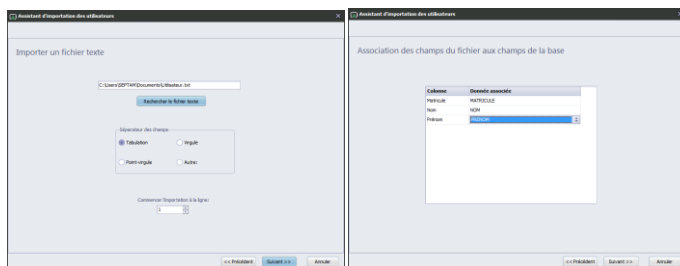 Assistant d'importation des utilisateurs
Importer un fichier texte
C:\Users\SEPTAM\Documents\Utilisateur.txt
Rechercher le fichier texte
Séparateur des champs
Tabulation Virgule
Point-virgule Autre:
Commencer l'importation à la ligne:
<< Précédent Suivant >> Annuler
Assistant d'importation des utilisateurs
Association des champs du fichier aux champs de la base
Colonne Donnée associée
Matricule MATRICULE
Nom NOM
Prénom PRENOM
<< Précédent Suivant >> Annuler